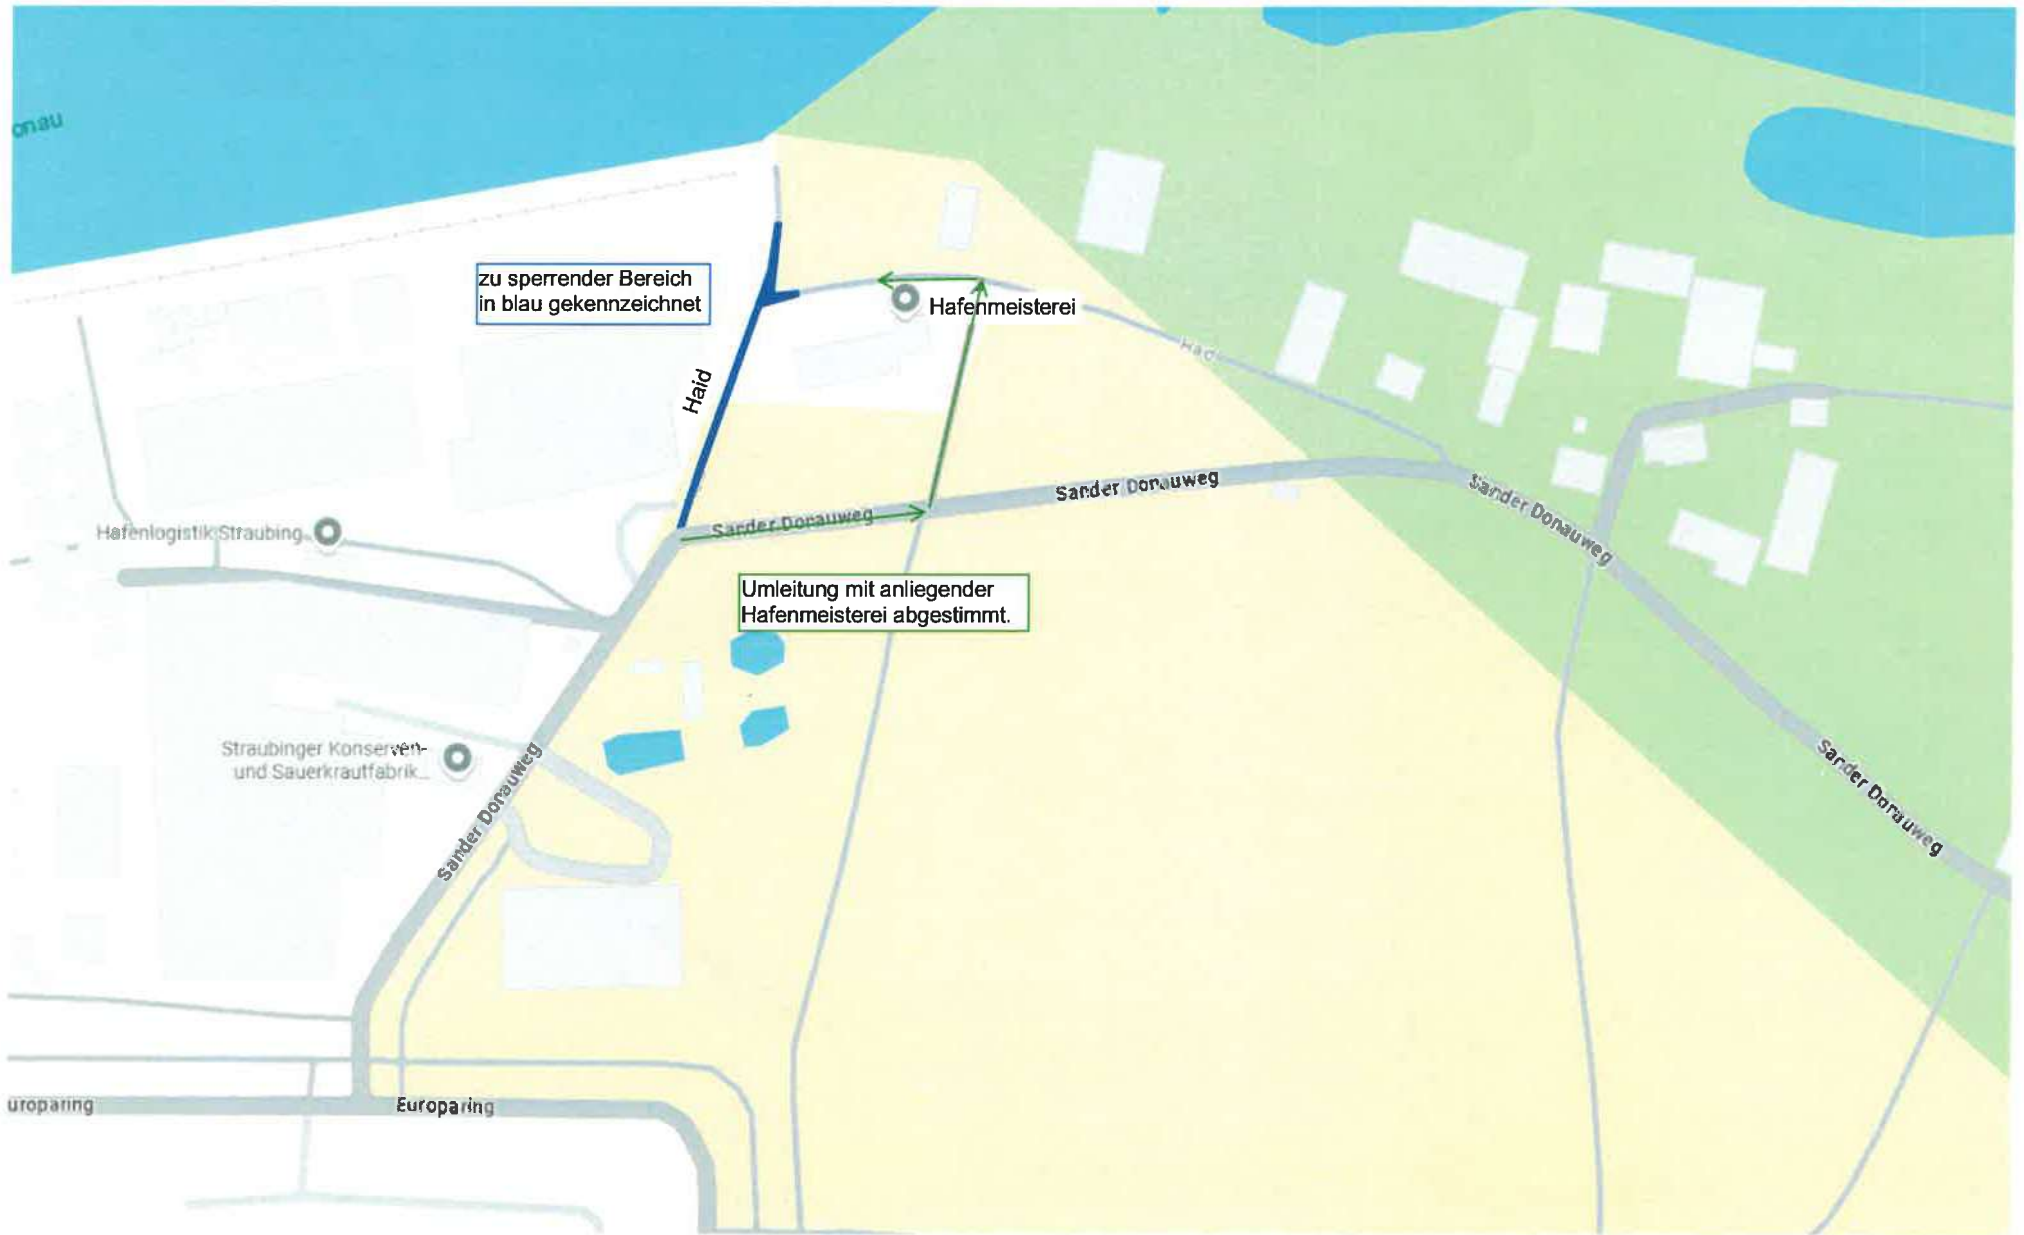 onau
zu sperrender Bereich
in blau gekennzeichnet
Hafenmeisterei
Haid
Haid
Sander Donauweg
Sander Donauweg
Sander Donauweg
Hafenlogistik Straubing
Umleitung mit anliegender
Hafenmeisterei abgestimmt.
Straubinger Konserven-
und Sauerkrautfabrik...
Sander Donauweg
Sander Donauweg
uroparing
Europaring